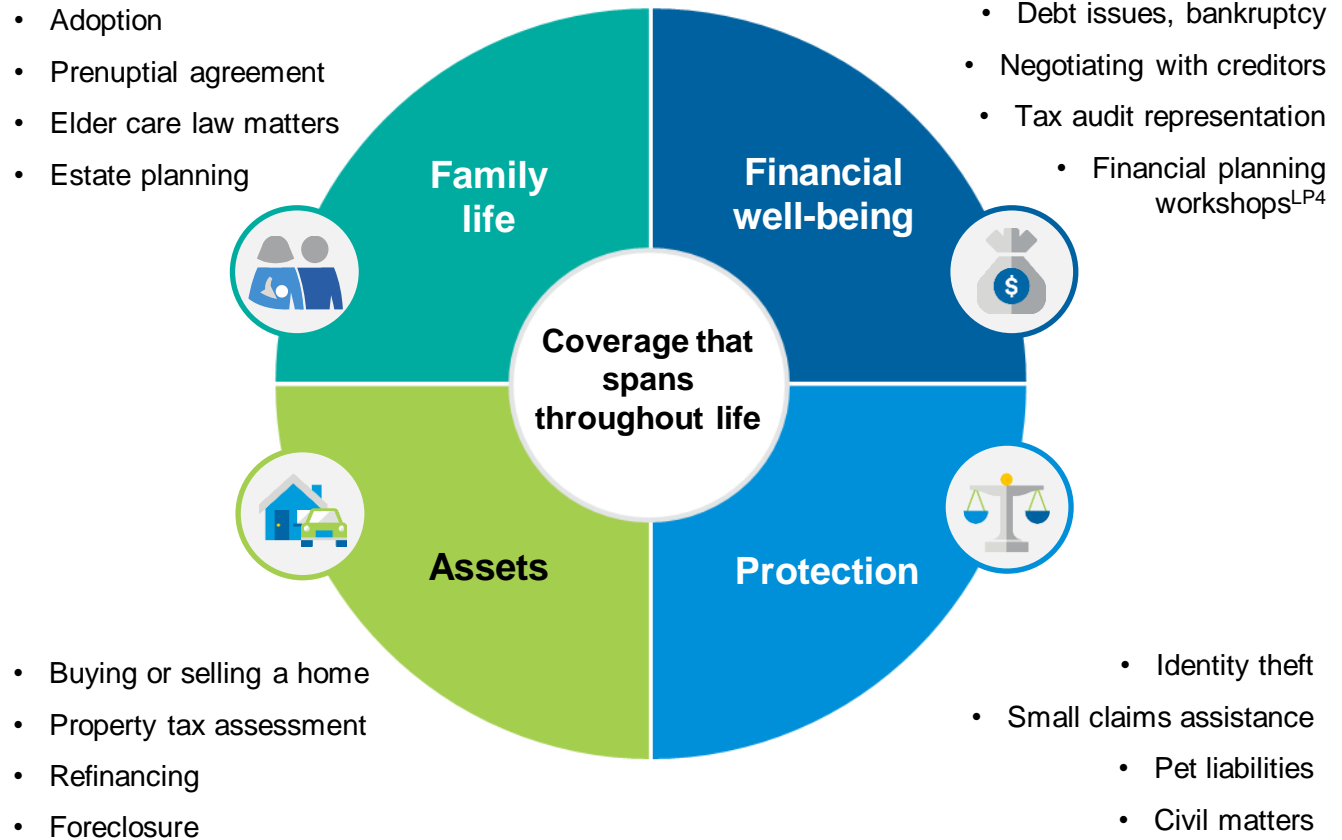 • Adoption
• Prenuptial agreement
• Elder care law matters
• Estate planning
• Debt issues, bankruptcy
• Negotiating with creditors
• Tax audit representation
• Financial planning
workshopsLP4
Family
life
Financial
well-being
$
Coverage that
spans
throughout life
Assets
Protection
• Buying or selling a home
• Property tax assessment
• Refinancing
• Foreclosure
• Identity theft
• Small claims assistance
• Pet liabilities
• Civil matters